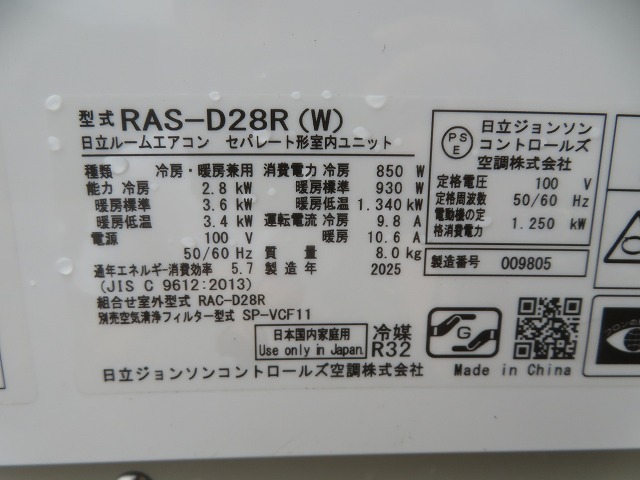 型式 RAS-D28R(W)
日立ルームエアコン セパレート形室内ユニット
種類 冷房・暖房兼用 消費電力 冷房 850 W
能力 冷房 2.8 kW 暖房標準 930 W
暖房標準 3.6 kW 暖房低温 1.340 kW
暖房低温 3.4 kW 運転電流 冷房 9.8 A
電源 100 V 暖房 10.6 A
50/60 Hz 質量 8.0kg
通年エネルギー消費効率 5.7 製造年 2025
(JIS C 9612:2013)
組合せ室外型式 RAC-D28R
別売空気清浄フィルター型式 SP-VCF11
日本国内家庭用
Use only in Japan
冷媒
R32
日立ジョンソンコントロールズ空調株式会社
PS
E
日立ジョンソン
コントロールズ
空調株式会社
定格電圧 100 V
定格周波数 50/60 Hz
電動機の定
格消費電力 1.250 kW
製造番号 009805
G
Made in China